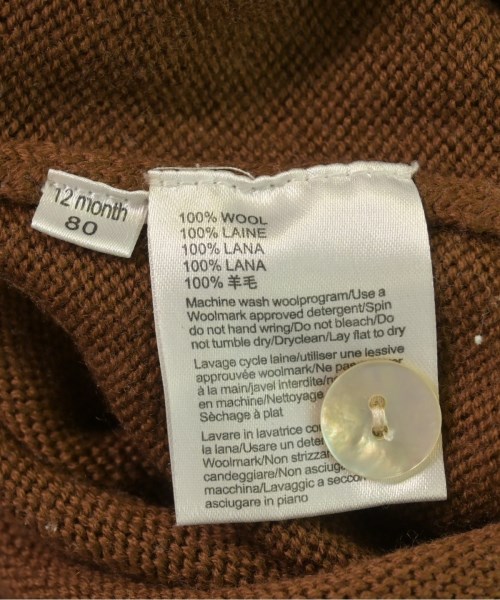 12 month
80
100% WOOL
100% LAINE
100% LANA
100% LANA
100% 羊毛
Machine wash woolprogram/Use a
Woolmark approved detergent/Spin
do not hand wring/Do not bleach/Do
not tumble dry/Dryclean/Lay flat to dry
Lavage cycle laine/utiliser une lessive
approuvée woolmark/Ne
à la main/javel interdite/
en machine/Nettoyage
Sèchage à plat
Lavare in lavatrice
la lana/Usare un
Woolmark/Non
candeggiare/Non
macchina/Lavaggio a
asciugare in piano